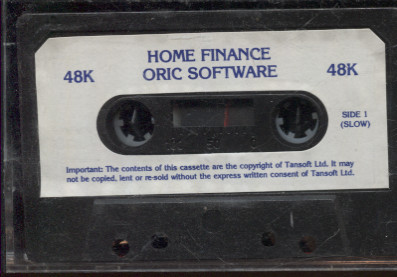 HOME FINANCE
48K ORIC SOFTWARE 48K
SIDE 1
(SLOW)
Important: The contents of this cassette are the copyright of Tansoft Ltd. It may
not be copied, lent or re-sold without the express written consent of Tansoft Ltd.